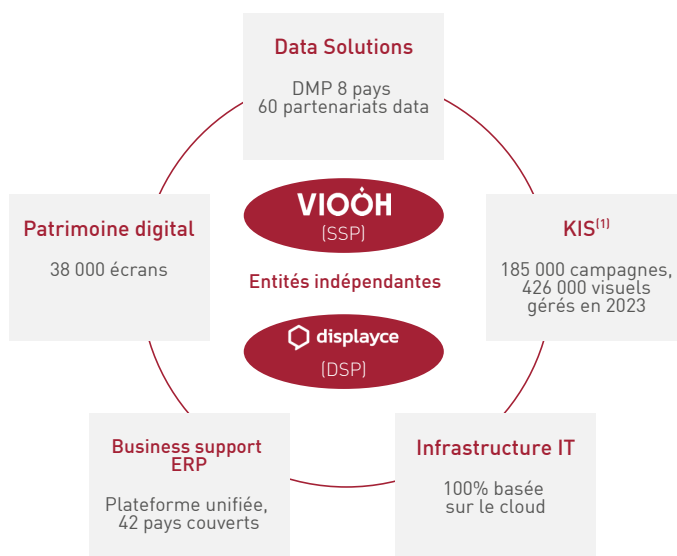 Data Solutions
DMP 8 pays
60 partenariats data
VIOOH
(SSP)
Entités indépendantes
displayce
(DSP)
Patrimoine digital
38 000 écrans
KIS(1)
185 000 campagnes,
426 000 visuels
gérés en 2023
Business support
ERP
Plateforme unifiée,
42 pays couverts
Infrastructure IT
100% basée
sur le cloud